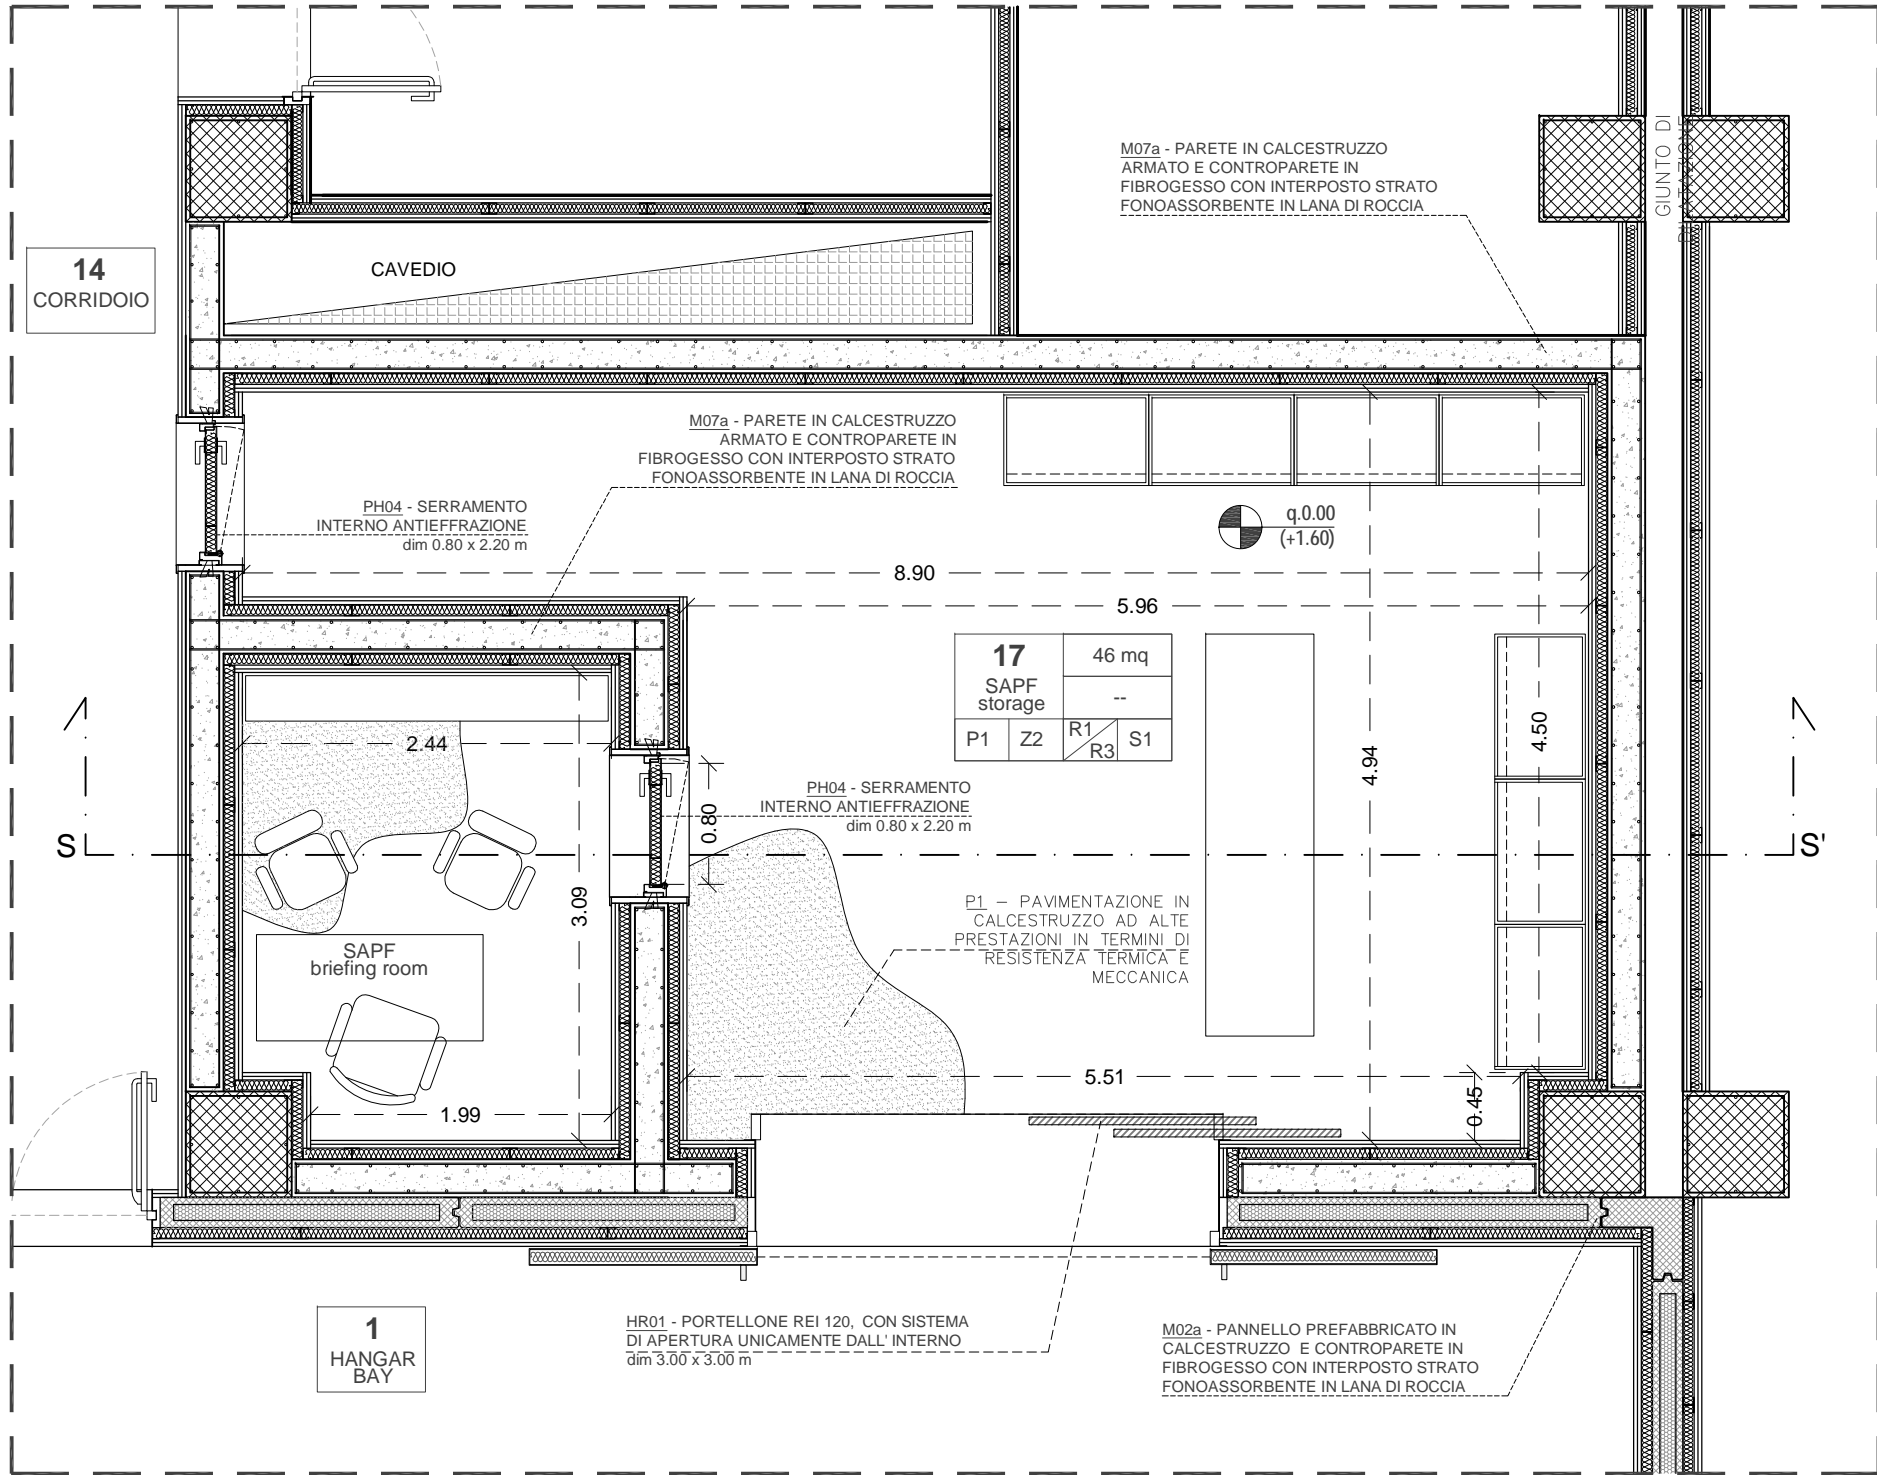 M07a - PARETE IN CALCESTRUZZO
ARMATO E CONTROPARETE IN
FIBROGESSO CON INTERPOSTO STRATO
FONOASSORBENTE IN LANA DI ROCCIA
GIUNTO DI
DILATAZIONE
14
CORRIDOIO
CAVEDIO
M07a - PARETE IN CALCESTRUZZO
ARMATO E CONTROPARETE IN
FIBROGESSO CON INTERPOSTO STRATO
FONOASSORBENTE IN LANA DI ROCCIA
PH04 - SERRAMENTO
INTERNO ANTIEFFRAZIONE
dim 0.80 x 2.20 m
q.0.00
(+1.60)
8.90
5.96
17
SAPF
storage
46 mq
--
P1
Z2
R1
R3
S1
4.94
4.50
2.44
PH04 - SERRAMENTO
INTERNO ANTIEFFRAZIONE
dim 0.80 x 2.20 m
0.80
S
S'
3.09
P1 – PAVIMENTAZIONE IN
CALCESTRUZZO AD ALTE
PRESTAZIONI IN TERMINI DI
RESISTENZA TERMICA E
MECCANICA
SAPF
briefing room
5.51
0.45
1.99
1
HANGAR
BAY
HR01 - PORTELLONE REI 120, CON SISTEMA
DI APERTURA UNICAMENTE DALL' INTERNO
dim 3.00 x 3.00 m
M02a - PANNELLO PREFABBRICATO IN
CALCESTRUZZO E CONTROPARETE IN
FIBROGESSO CON INTERPOSTO STRATO
FONOASSORBENTE IN LANA DI ROCCIA